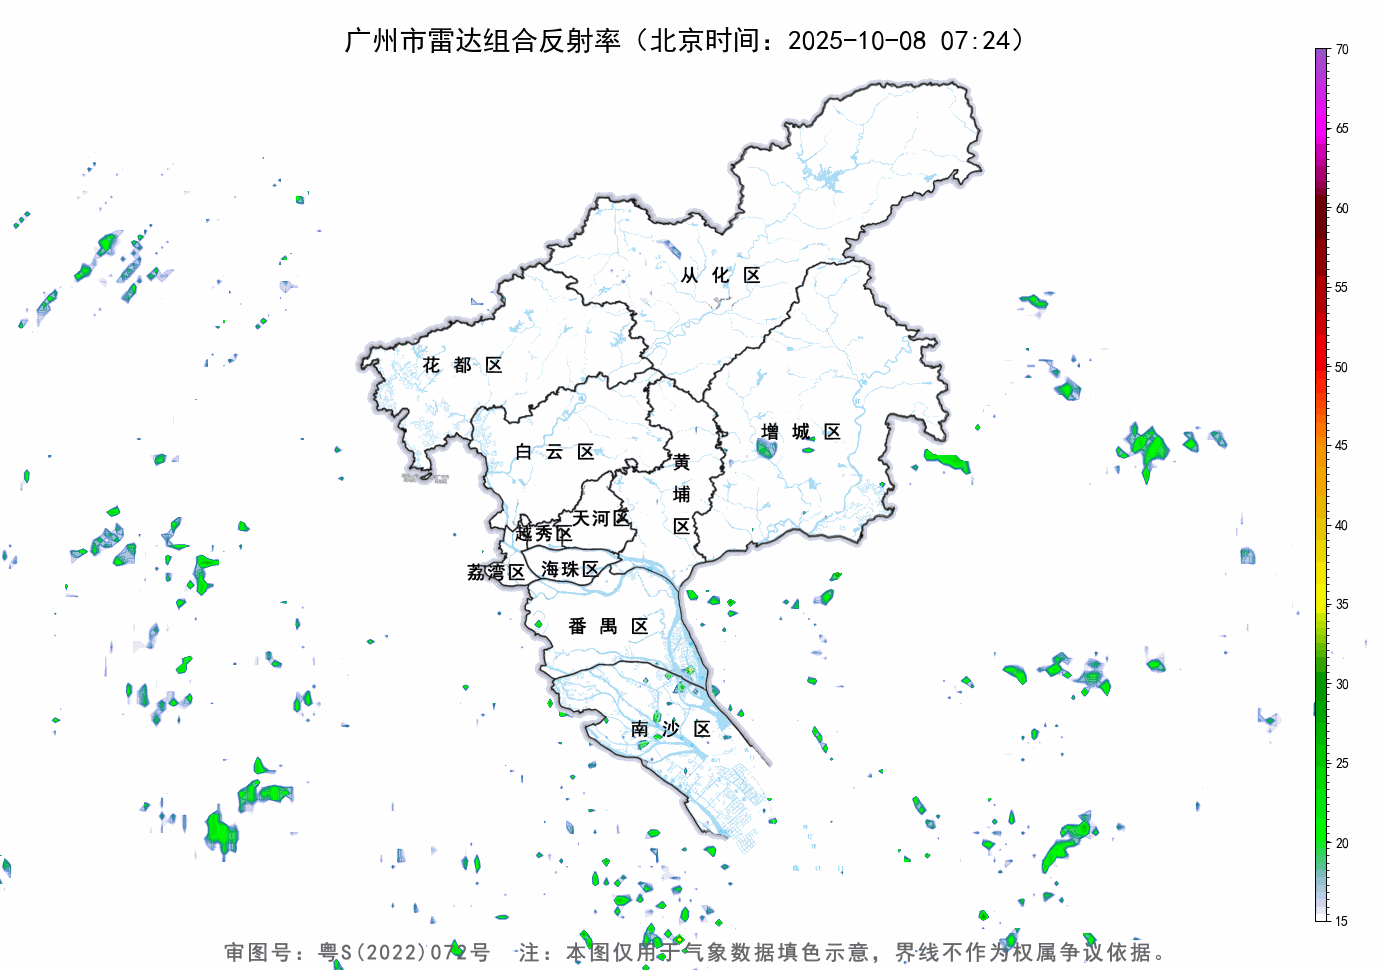 广州市雷达组合反射率（北京时间：2025-10-08 07:24）
70
65
60
55
50
45
40
35
30
25
20
15
从化区
花都区
增城区
白云区
黄埔区
天河区
越秀区
荔湾区
海珠区
番禺区
南沙区
审图号：粤S(2022)072号 注：本图仅用于气象数据填色示意，界线不作为权属争议依据。